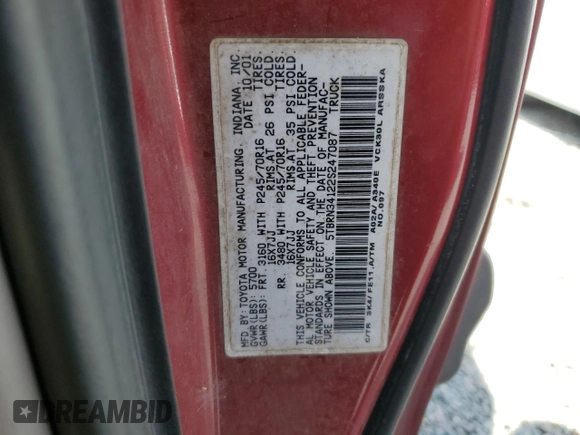 MFD BY: TOYOTA MOTOR MANUFACTURING, INDIANA, INC.
DATE 10/01
GVWR(LBS): 5700
GAWR(LBS): FRT 3160 WITH P245/70R16 TIRES,
16X7JJ RIMS,AT 26 PSI COLD.
RR. 3480 WITH P245/70R16 TIRES,
16X7JJ RIMS,AT 35 PSI COLD.
THIS VEHICLE CONFORMS TO ALL APPLICABLE FEDER-
AL MOTOR VEHICLE SAFETY AND THEFT PREVENTION
STANDARDS IN EFFECT ON THE DATE OF MANUFAC-
TURE SHOWN ABOVE.
5TBRN34122S247087 TRUCK
C/TR 3K4/FE11 A/TM A02A/A340E VCK30L ARSSKA
NO.097
DREAMBID